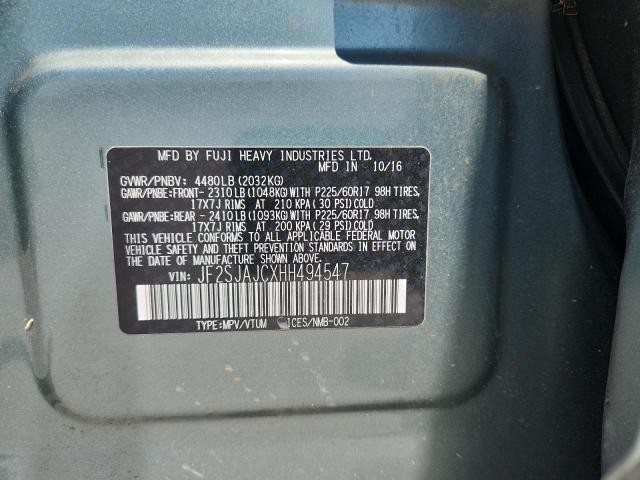 MFD BY FUJI HEAVY INDUSTRIES LTD.
MFD IN 10/16
GVWR/PNBV: 4480LB (2032KG)
GAWR/PNBE:FRONT-2310LB(1048KG)WITH P225/60R17 98H TIRES,
17X7J RIMS AT 210 KPA(30 PSI)COLD
GAWR/PNBE:REAR -2410LB(1093KG)WITH P225/60R17 98H TIRES,
17X7J RIMS AT 200 KPA(29 PSI)COLD
THIS VEHICLE CONFORMS TO ALL APPLICABLE FEDERAL MOTOR
VEHICLE SAFETY AND THEFT PREVENTION STANDARDS IN EFFECT ON
THE DATE OF MANUFACTURE SHOWN ABOVE.
VIN: JF2SJAJCXHH494547
TYPE:MPV/VTUM ICES/NMB-002